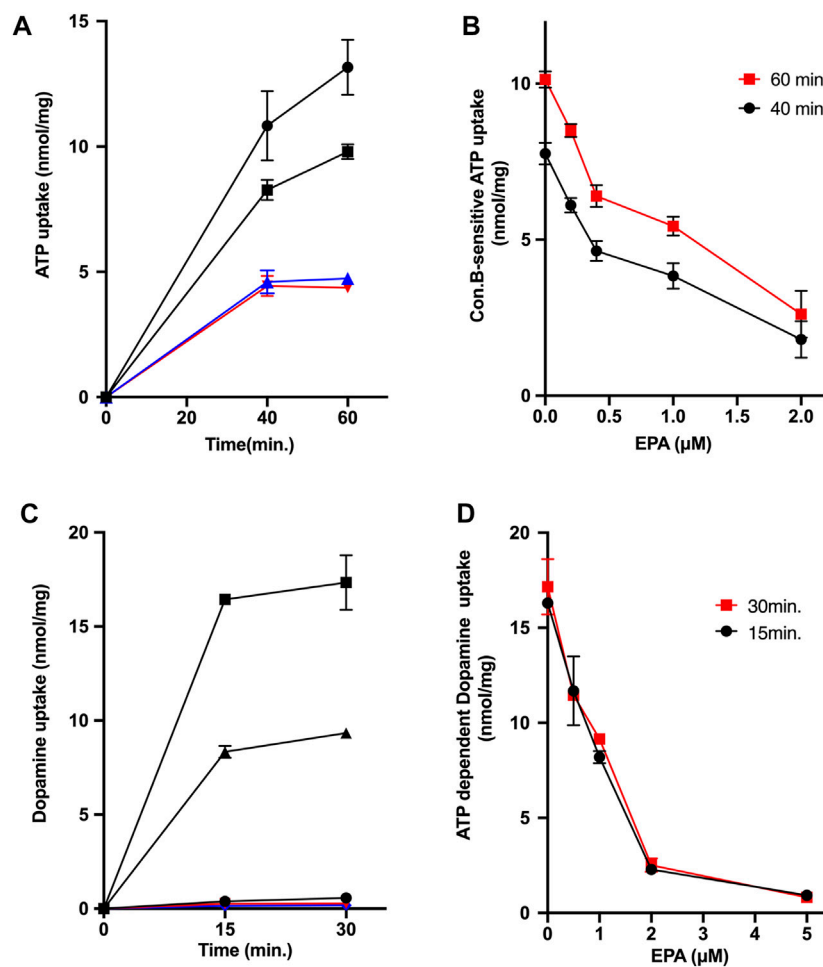 A
ATP uptake (nmol/mg)
15
10
5
0
0 20 40 60
Time(min.)
B
Con.B-sensitive ATP uptake
(nmol/mg)
60 min
40 min
10
5
0
0.0 0.5 1.0 1.5 2.0
EPA (µM)
C
Dopamine uptake (nmol/mg)
20
15
10
5
0
0 15 30
Time (min.)
D
ATP dependent Dopamine uptake
(nmol/mg)
30min.
15min.
20
15
10
5
0
0 1 2 3 4 5
EPA (µM)